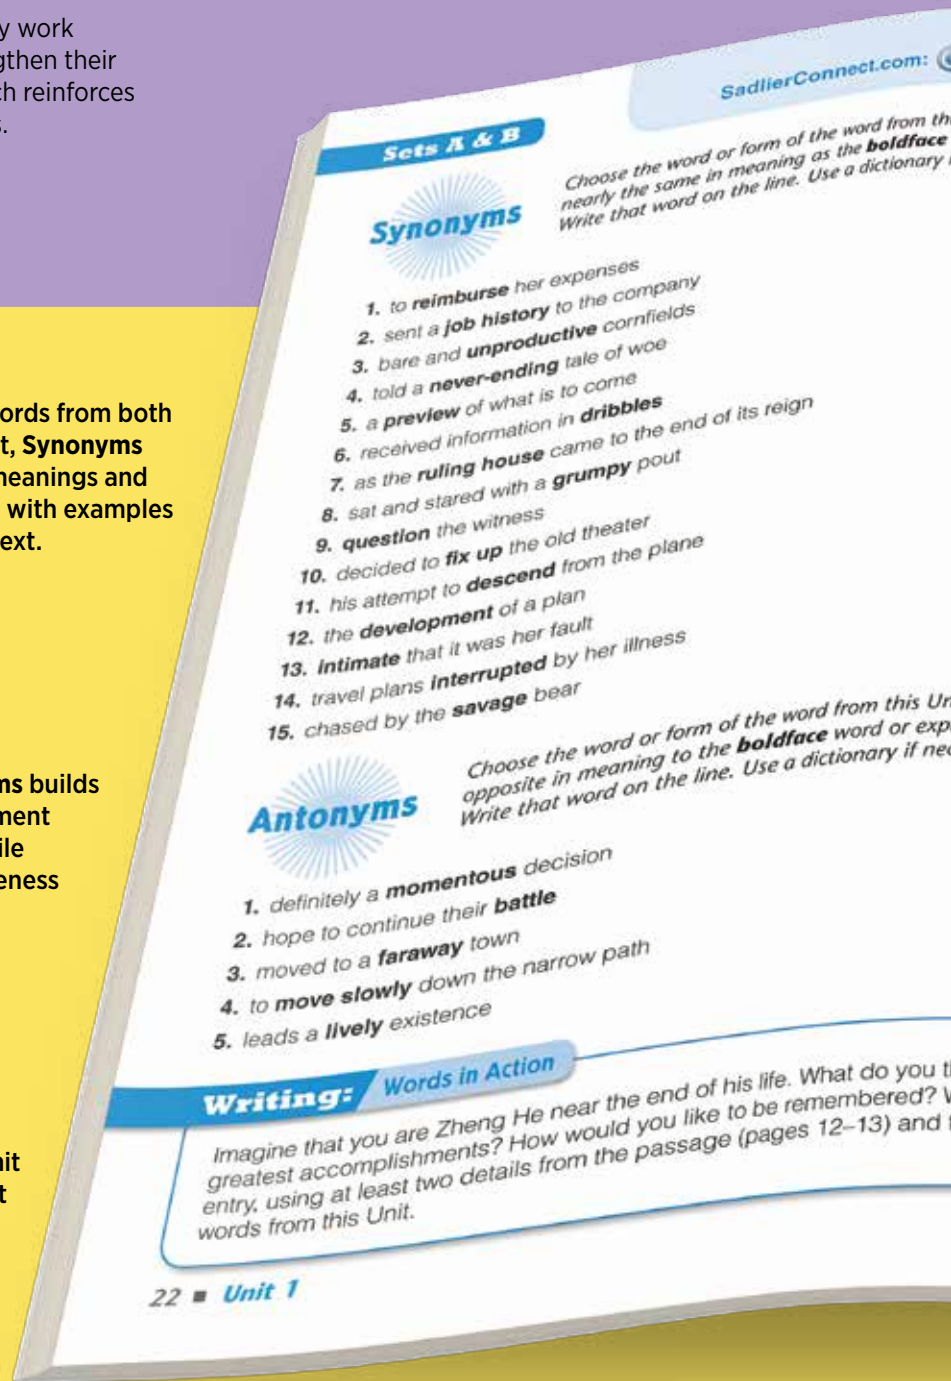 y work
gthen their
ch reinforces
s.
ords from both
t, Synonyms
meanings and
with examples
ext.
ms builds
ment
ile
eness
nit
t
SadlierConnect.com:
Sets A & B
Synonyms
Choose the word or form of the word from th
nearly the same in meaning as the boldface
Write that word on the line. Use a dictionary
1. to reimburse her expenses
2. sent a job history to the company
3. bare and unproductive cornfields
4. told a never-ending tale of woe
5. a preview of what is to come
6. received information in dribbles
7. as the ruling house came to the end of its reign
8. sat and stared with a grumpy pout
9. question the witness
10. decided to fix up the old theater
11. his attempt to descend from the plane
12. the development of a plan
13. intimate that it was her fault
14. travel plans interrupted by her illness
15. chased by the savage bear
Antonyms
Choose the word or form of the word from this Un
opposite in meaning to the boldface word or exp
Write that word on the line. Use a dictionary if nec
1. definitely a momentous decision
2. hope to continue their battle
3. moved to a faraway town
4. to move slowly down the narrow path
5. leads a lively existence
Writing: Words in Action
Imagine that you are Zheng He near the end of his life. What do you t
greatest accomplishments? How would you like to be remembered? W
entry, using at least two details from the passage (pages 12–13) and
words from this Unit.
22 ■ Unit 1